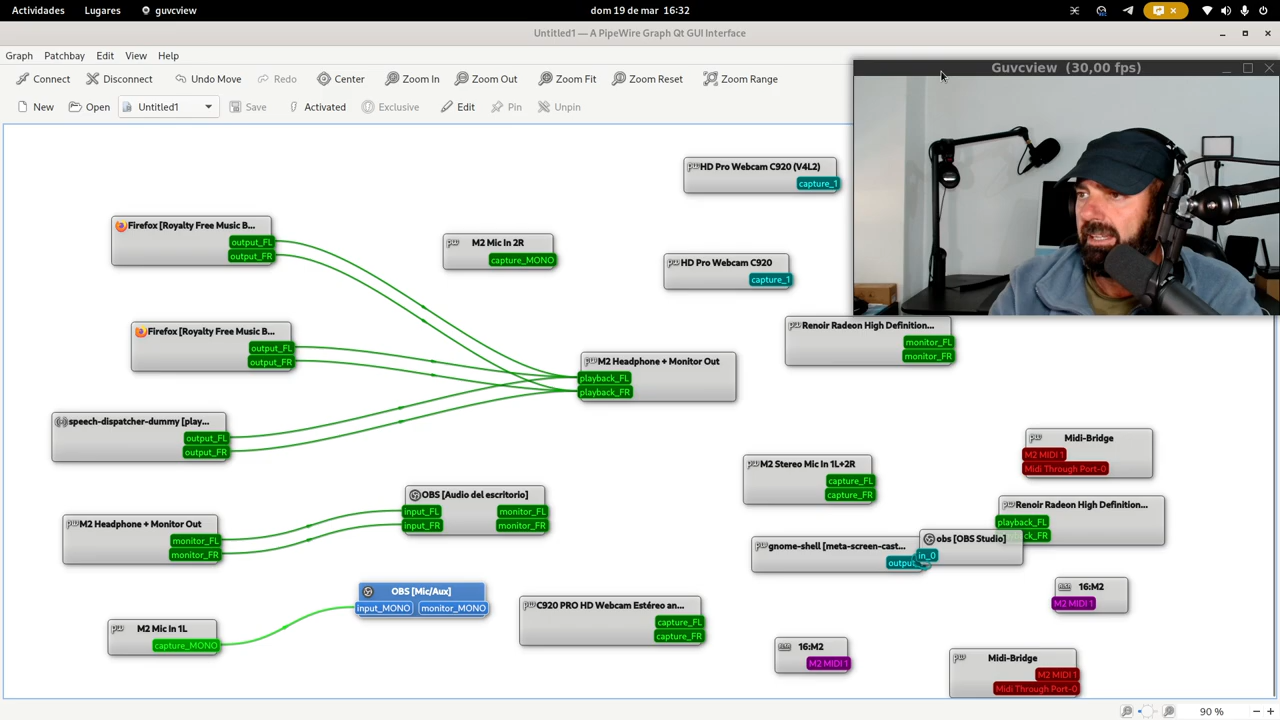 Actividades Lugares guvcview dom 19 de mar 16:32
Untitled1 — A PipeWire Graph Qt GUI Interface
Graph Patchbay Edit View Help
Connect Disconnect Undo Move Redo Center Zoom In Zoom Out Zoom Fit Zoom Reset Zoom Range
New Open Untitled1 Save Activated Exclusive Edit Pin Unpin
Guvcview (30,00 fps)
HD Pro Webcam C920 (V4L2)
capture_1
Firefox [Royalty Free Music B...
output_FL
output_FR
M2 Mic In 2R
capture_MONO
HD Pro Webcam C920
capture_1
Firefox [Royalty Free Music B...
output_FL
output_FR
Renoir Radeon High Definition...
monitor_FL
monitor_FR
M2 Headphone + Monitor Out
playback_FL
playback_FR
speech-dispatcher-dummy [play...
output_FL
output_FR
Midi-Bridge
M2 MIDI 1
Midi Through Port-0
M2 Stereo Mic In 1L+2R
capture_FL
capture_FR
OBS [Audio del escritorio]
input_FL monitor_FL
input_FR monitor_FR
Renoir Radeon High Definition...
playback_FL
M2 Headphone + Monitor Out
monitor_FL
monitor_FR
gnome-shell [meta-screen-cast...
obs [OBS Studio]
in_0
OBS [Mic/Aux]
input_MONO monitor_MONO
16:M2
M2 MIDI 1
C920 PRO HD Webcam Estéreo an...
capture_FL
capture_FR
M2 Mic In 1L
capture_MONO
16:M2
M2 MIDI 1
Midi-Bridge
M2 MIDI 1
Midi Through Port-0
90 %